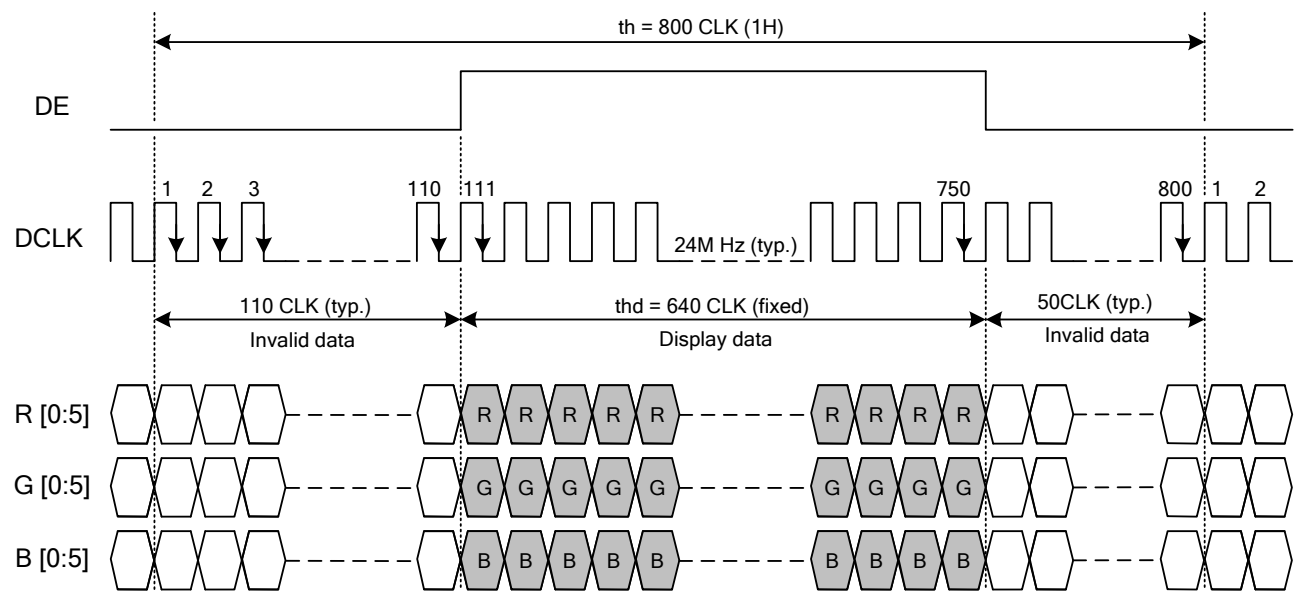 th = 800 CLK (1H)
DE
1 2 3 110 111 750 800 1 2
DCLK
24M Hz (typ.)
110 CLK (typ.) thd = 640 CLK (fixed) 50CLK (typ.)
Invalid data Display data Invalid data
R [0:5] R R R R R R R R R
G [0:5] G G G G G G G G G
B [0:5] B B B B B B B B B